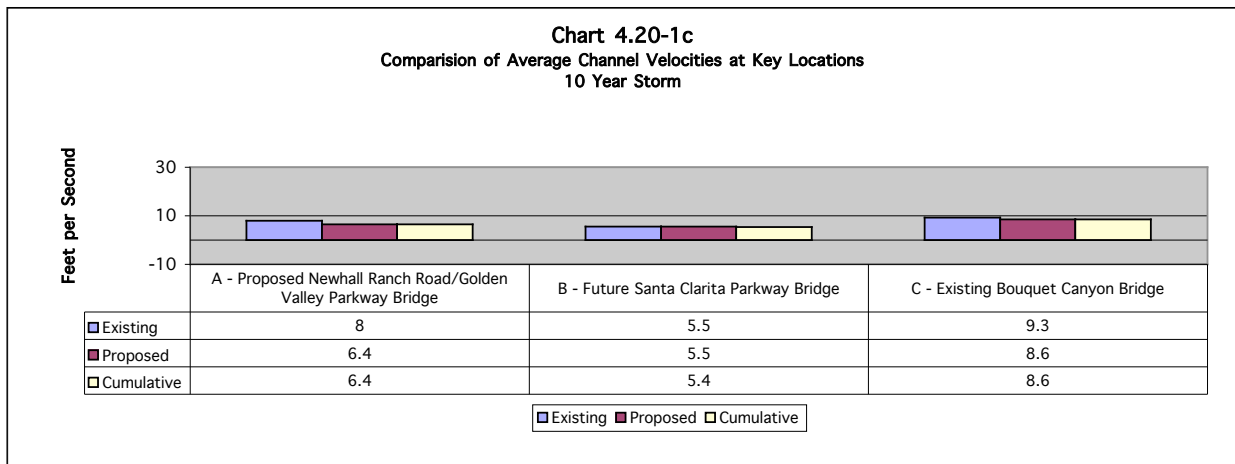 Chart 4.20-1c
Comparision of Average Channel Velocities at Key Locations
10 Year Storm
Feet per Second
30
10
-10
A - Proposed Newhall Ranch Road/Golden
Valley Parkway Bridge
B - Future Santa Clarita Parkway Bridge
C - Existing Bouquet Canyon Bridge
Existing 8 5.5 9.3
Proposed 6.4 5.5 8.6
Cumulative 6.4 5.4 8.6
Existing Proposed Cumulative